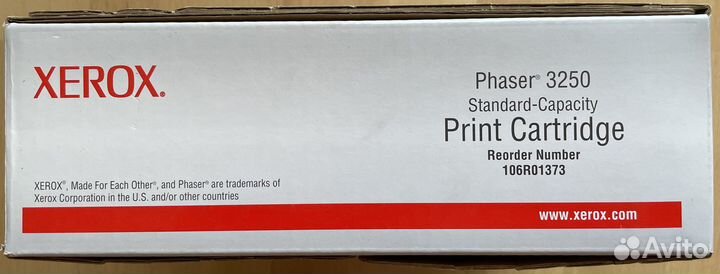 XEROX.
Phaser® 3250
Standard-Capacity
Print Cartridge
Reorder Number
106R01373
XEROX®, Made For Each Other®, and Phaser® are trademarks of
Xerox Corporation in the U.S. and/or other countries
www.xerox.com
Avito